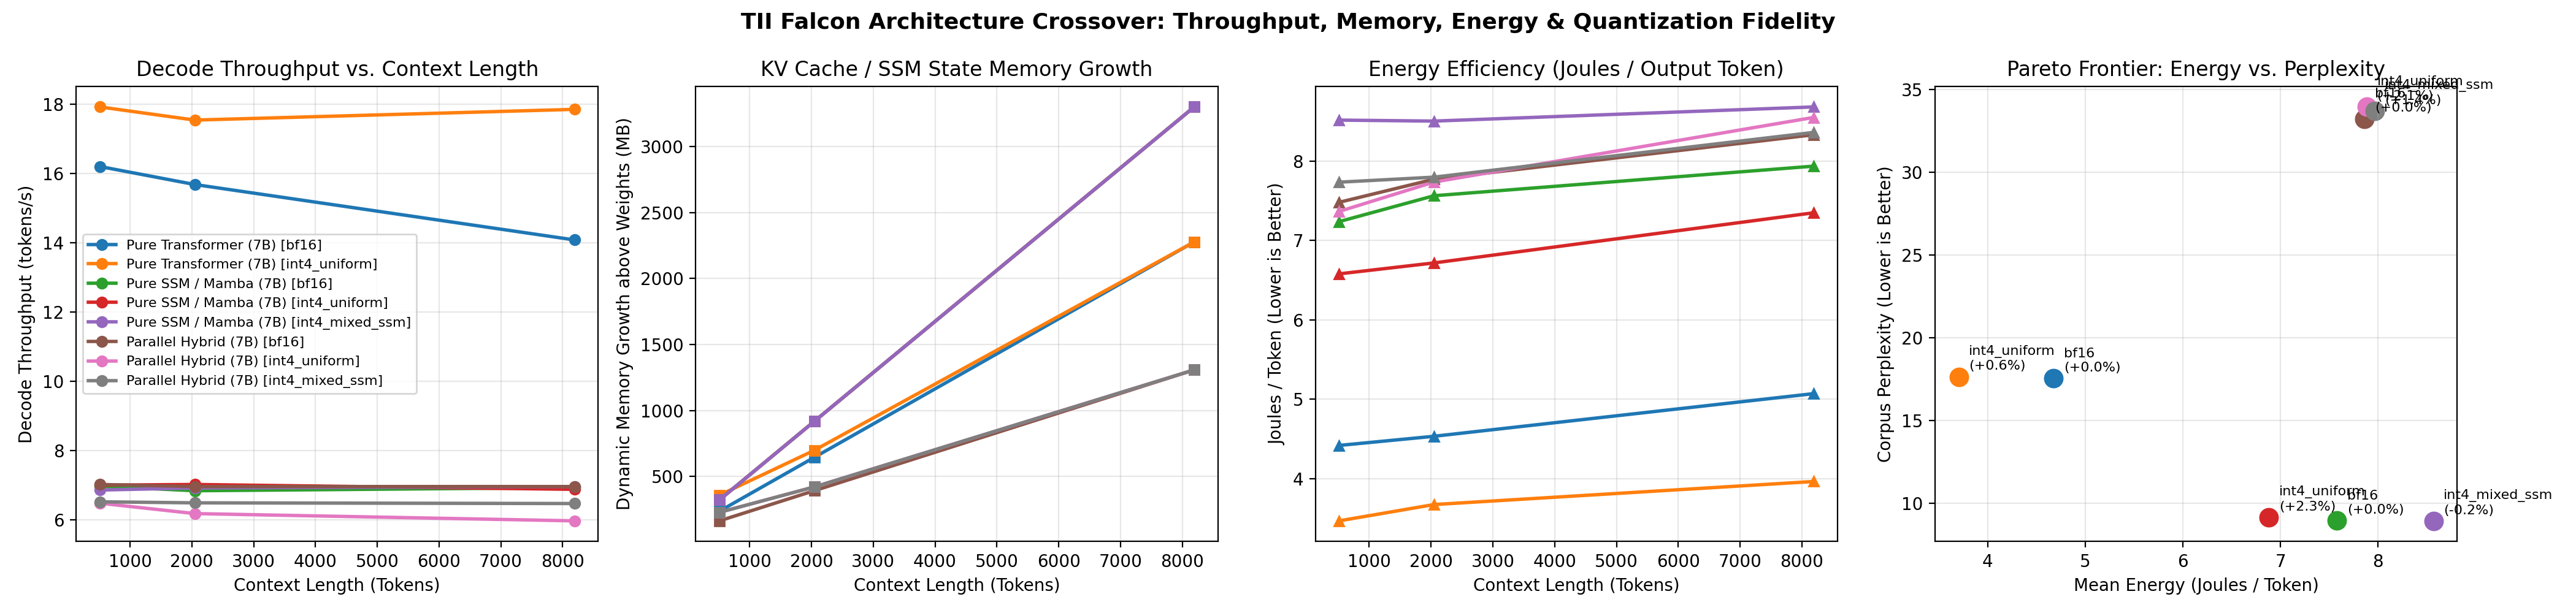 TII Falcon Architecture Crossover: Throughput, Memory, Energy & Quantization Fidelity
Decode Throughput vs. Context Length
Decode Throughput (tokens/s)
18
16
14
12
10
8
6
Pure Transformer (7B) [bf16]
Pure Transformer (7B) [int4_uniform]
Pure SSM / Mamba (7B) [bf16]
Pure SSM / Mamba (7B) [int4_uniform]
Pure SSM / Mamba (7B) [int4_mixed_ssm]
Parallel Hybrid (7B) [bf16]
Parallel Hybrid (7B) [int4_uniform]
Parallel Hybrid (7B) [int4_mixed_ssm]
1000 2000 3000 4000 5000 6000 7000 8000
Context Length (Tokens)
KV Cache / SSM State Memory Growth
Dynamic Memory Growth above Weights (MB)
3000
2500
2000
1500
1000
500
1000 2000 3000 4000 5000 6000 7000 8000
Context Length (Tokens)
Energy Efficiency (Joules / Output Token)
Joules / Token (Lower is Better)
8
7
6
5
4
1000 2000 3000 4000 5000 6000 7000 8000
Context Length (Tokens)
Pareto Frontier: Energy vs. Perplexity
Corpus Perplexity (Lower is Better)
35
30
25
20
15
10
int4_uniform
int4_mixed_ssm
bf16
(+0.0%)
int4_uniform
(+0.6%)
bf16
(+0.0%)
int4_uniform
(+2.3%)
bf16
(+0.0%)
int4_mixed_ssm
(-0.2%)
4 5 6 7 8
Mean Energy (Joules / Token)